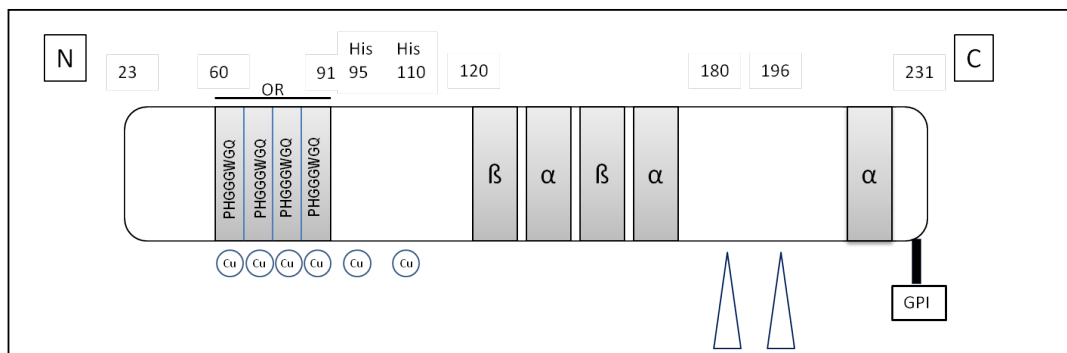 N
C
His
His
23
60
91
95
110
120
180
196
231
OR
PHGGGWGQ
PHGGGWGQ
PHGGGWGQ
PHGGGWGQ
ß
α
ß
α
α
Cu
Cu
Cu
Cu
Cu
Cu
GPI